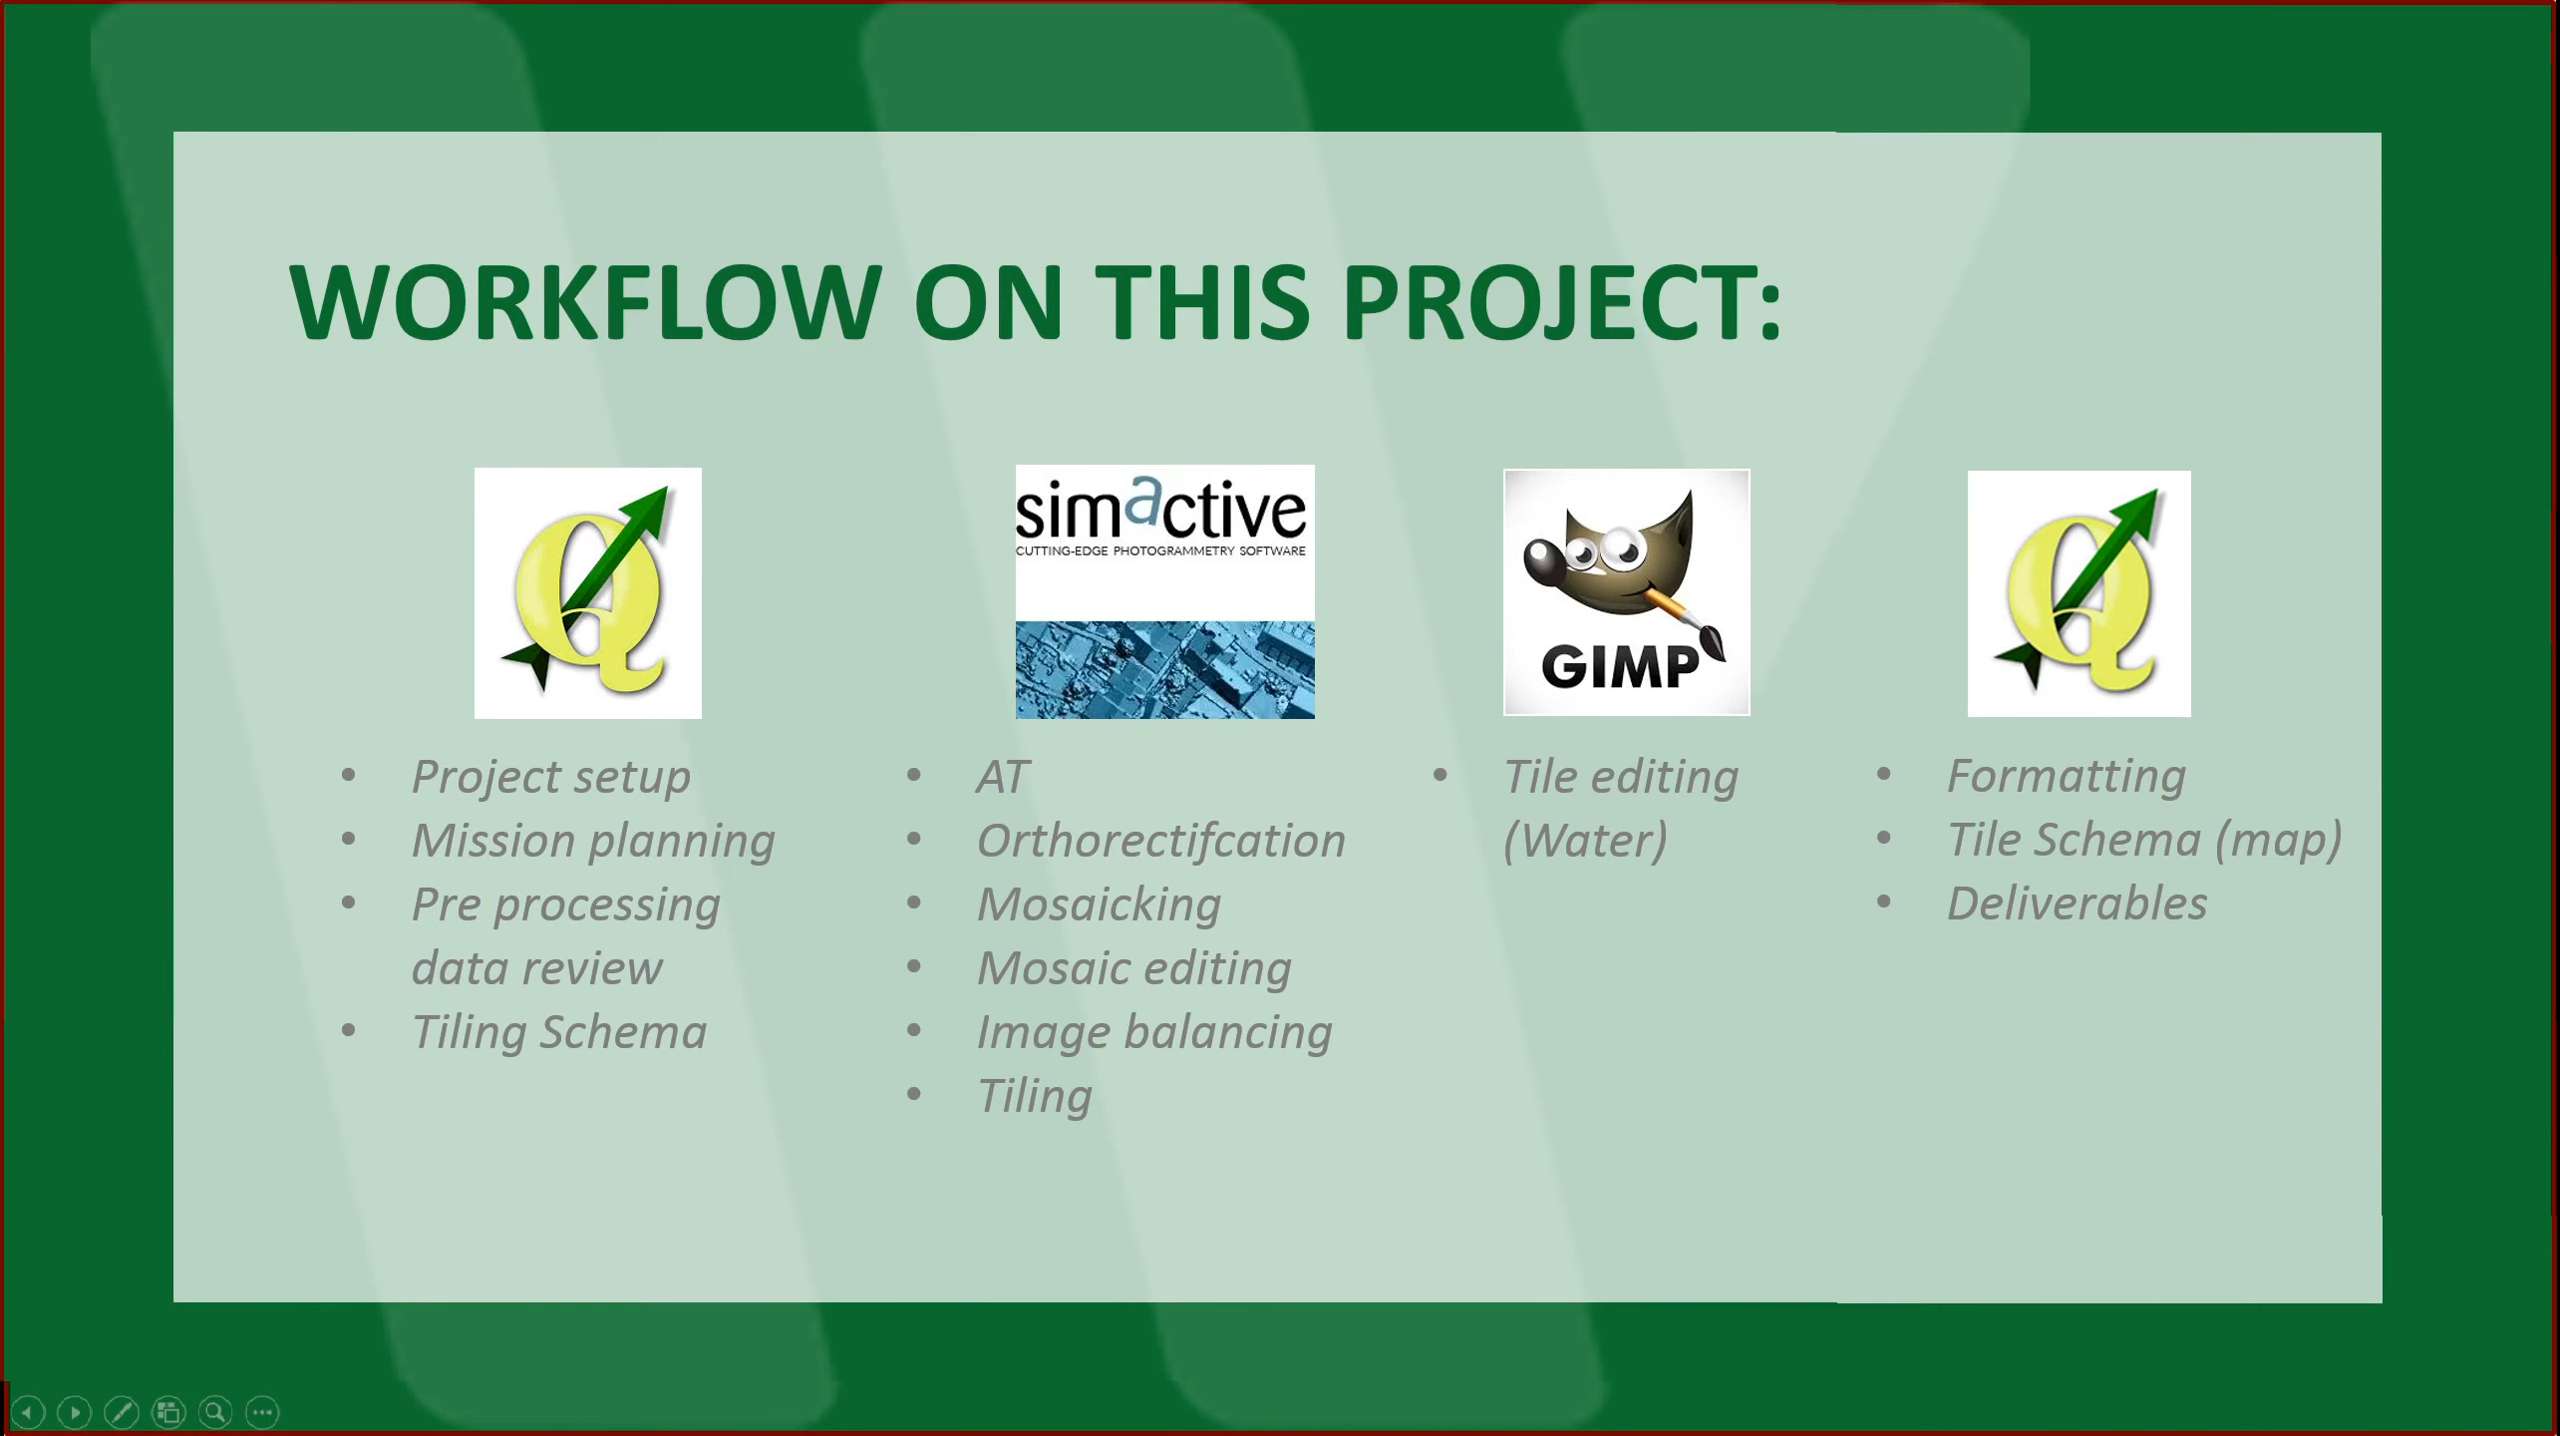 WORKFLOW ON THIS PROJECT:
simactive
CUTTING-EDGE PHOTOGRAMMETRY SOFTWARE
GIMP
• Project setup
• Mission planning
• Pre processing
data review
• Tiling Schema
• AT
• Orthorectifcation
• Mosaicking
• Mosaic editing
• Image balancing
• Tiling
• Tile editing
(Water)
• Formatting
• Tile Schema (map)
• Deliverables